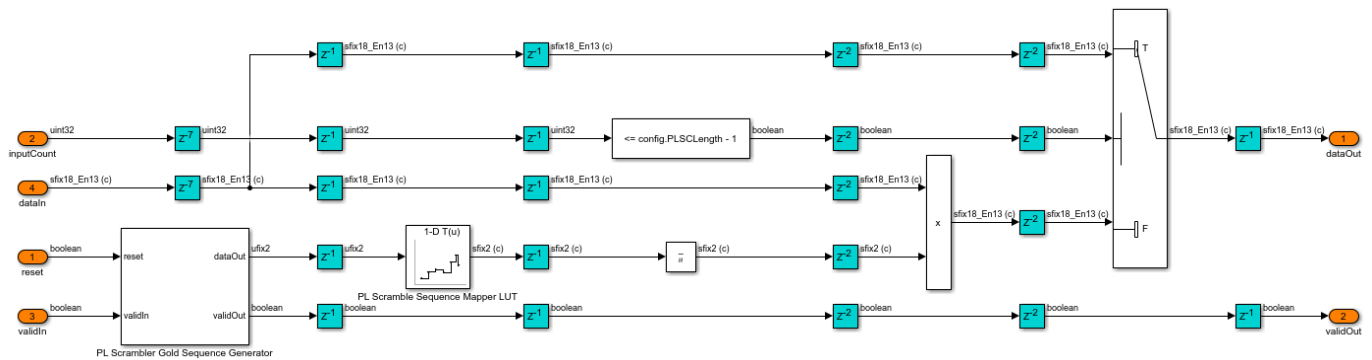 z-1 sfix18_En13 (c) z-1 sfix18_En13 (c) z-2 sfix18_En13 (c) z-2 sfix18_En13 (c) T
2 uint32 z-7 uint32 z-1 uint32 z-1 uint32 <= config.PLSCLength - 1 boolean z-2 boolean z-2 boolean sfix18_En13 (c) z-1 sfix18_En13 (c) 1
inputCount
dataOut
4 sfix18_En13 (c) z-7 sfix18_En13 (c) z-1 sfix18_En13 (c) z-1 sfix18_En13 (c) z-2 sfix18_En13 (c)
dataIn
x sfix18_En13 (c) z-2 sfix18_En13 (c) F
1-D T(u)
1 boolean reset dataOut ufix2 z-1 ufix2 sfix2 (c) z-1 sfix2 (c) = # sfix2 (c) z-2 sfix2 (c)
reset
PL Scramble Sequence Mapper LUT
3 boolean validIn validOut boolean z-1 boolean z-1 boolean z-2 boolean z-2 boolean z-1 boolean 2
validIn
validOut
PL Scrambler Gold Sequence Generator